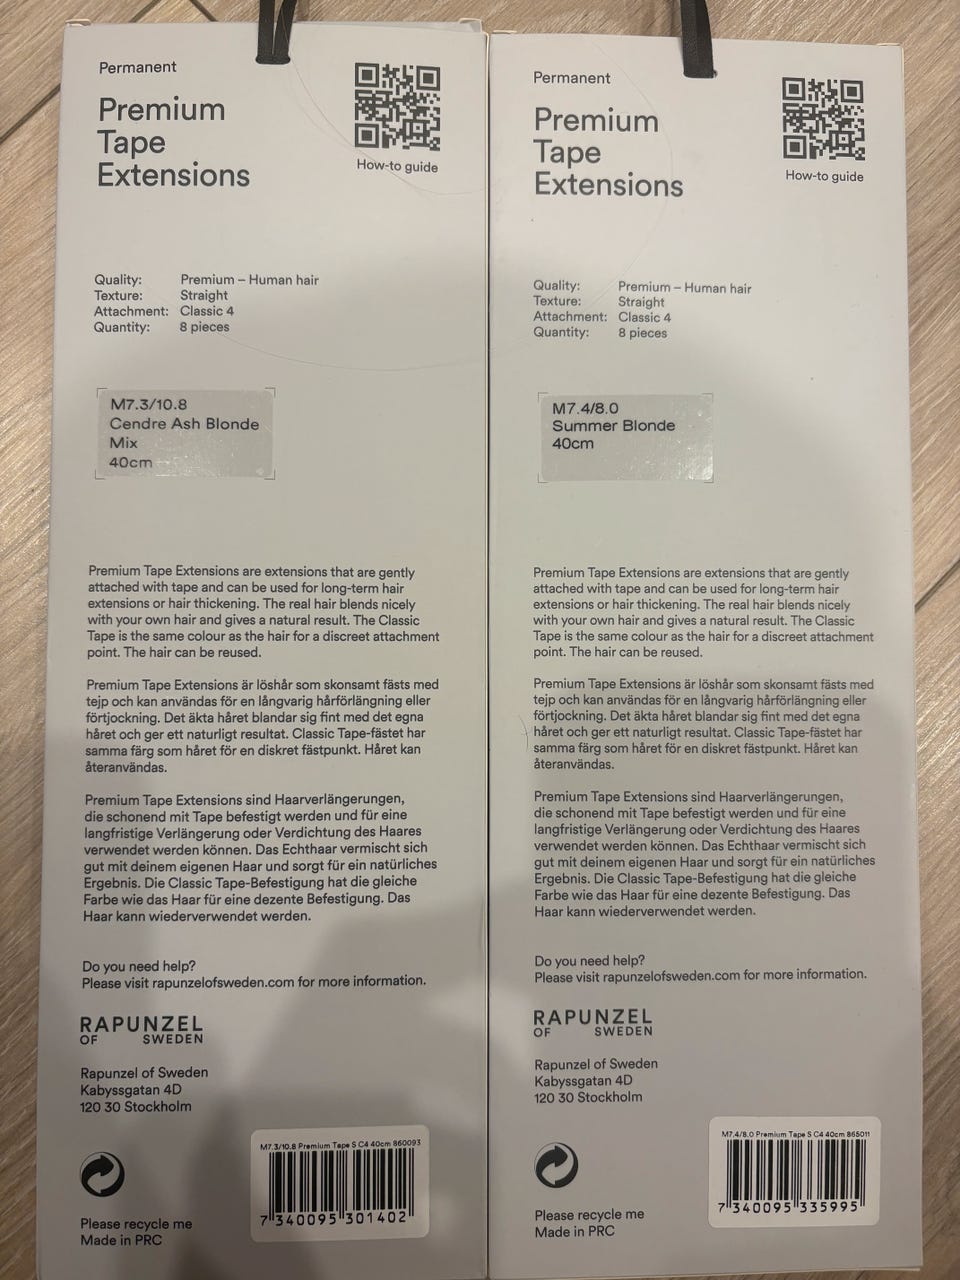 Permanent
Premium
Tape
Extensions
How-to guide
Quality: Premium – Human hair
Texture: Straight
Attachment: Classic 4
Quantity: 8 pieces
M7.3/10.8
Cendre Ash Blonde
Mix
40cm
Premium Tape Extensions are extensions that are gently
attached with tape and can be used for long-term hair
extensions or hair thickening. The real hair blends nicely
with your own hair and gives a natural result. The Classic
Tape is the same colour as the hair for a discreet attachment
point. The hair can be reused.
Premium Tape Extensions är löshår som skonsamt fästs med
tejp och kan användas för en långvarig hårförlängning eller
förtjockning. Det äkta håret blandar sig fint med det egna
håret och ger ett naturligt resultat. Classic Tape-fästet har
samma färg som håret för en diskret fästpunkt. Håret kan
återanvändas.
Premium Tape Extensions sind Haarverlängerungen,
die schonend mit Tape befestigt werden und für eine
langfristige Verlängerung oder Verdichtung des Haares
verwendet werden können. Das Echthaar vermischt sich
gut mit deinem eigenen Haar und sorgt für ein natürliches
Ergebnis. Die Classic Tape-Befestigung hat die gleiche
Farbe wie das Haar für eine dezente Befestigung. Das
Haar kann wiederverwendet werden.
Do you need help?
Please visit rapunzelofsweden.com for more information.
RAPUNZEL
OF SWEDEN
Rapunzel of Sweden
Kabyssgatan 4D
120 30 Stockholm
M7.3/10.8 Premium Tape S C4 40cm 860093
7 340095 301402
Please recycle me
Made in PRC
Permanent
Premium
Tape
Extensions
How-to guide
Quality: Premium – Human hair
Texture: Straight
Attachment: Classic 4
Quantity: 8 pieces
M7.4/8.0
Summer Blonde
40cm
Premium Tape Extensions are extensions that are gently
attached with tape and can be used for long-term hair
extensions or hair thickening. The real hair blends nicely
with your own hair and gives a natural result. The Classic
Tape is the same colour as the hair for a discreet attachment
point. The hair can be reused.
Premium Tape Extensions är löshår som skonsamt fästs med
tejp och kan användas för en långvarig hårförlängning eller
förtjockning. Det äkta håret blandar sig fint med det egna
håret och ger ett naturligt resultat. Classic Tape-fästet har
samma färg som håret för en diskret fästpunkt. Håret kan
återanvändas.
Premium Tape Extensions sind Haarverlängerungen,
die schonend mit Tape befestigt werden und für eine
langfristige Verlängerung oder Verdichtung des Haares
verwendet werden können. Das Echthaar vermischt sich
gut mit deinem eigenen Haar und sorgt für ein natürliches
Ergebnis. Die Classic Tape-Befestigung hat die gleiche
Farbe wie das Haar für eine dezente Befestigung. Das
Haar kann wiederverwendet werden.
Do you need help?
Please visit rapunzelofsweden.com for more information.
RAPUNZEL
OF SWEDEN
Rapunzel of Sweden
Kabyssgatan 4D
120 30 Stockholm
M7.4/8.0 Premium Tape S C4 40cm 865011
7 340095 335995
Please recycle me
Made in PRC